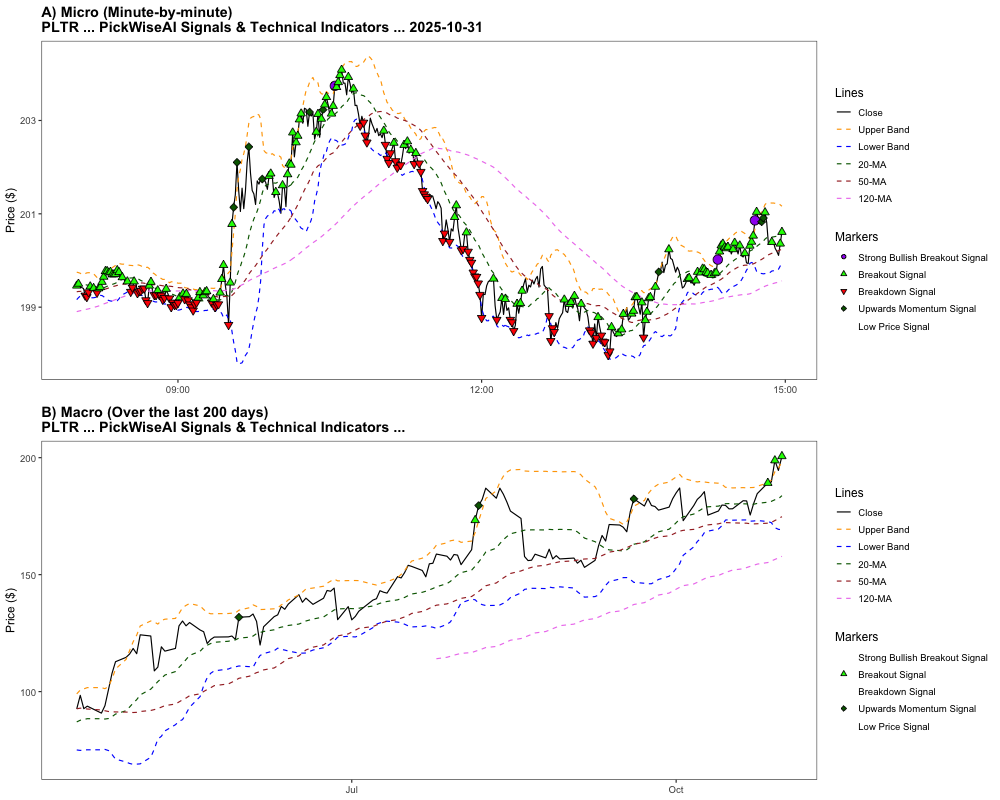 A) Micro (Minute-by-minute)
PLTR ... PickWiseAI Signals & Technical Indicators ... 2025-10-31
Price ($)
203
201
199
09:00
12:00
15:00
Lines
Close
Upper Band
Lower Band
20-MA
50-MA
120-MA
Markers
Strong Bullish Breakout Signal
Breakout Signal
Breakdown Signal
Upwards Momentum Signal
Low Price Signal
B) Macro (Over the last 200 days)
PLTR ... PickWiseAI Signals & Technical Indicators ...
Price ($)
200
150
100
Jul
Oct
Lines
Close
Upper Band
Lower Band
20-MA
50-MA
120-MA
Markers
Strong Bullish Breakout Signal
Breakout Signal
Breakdown Signal
Upwards Momentum Signal
Low Price Signal